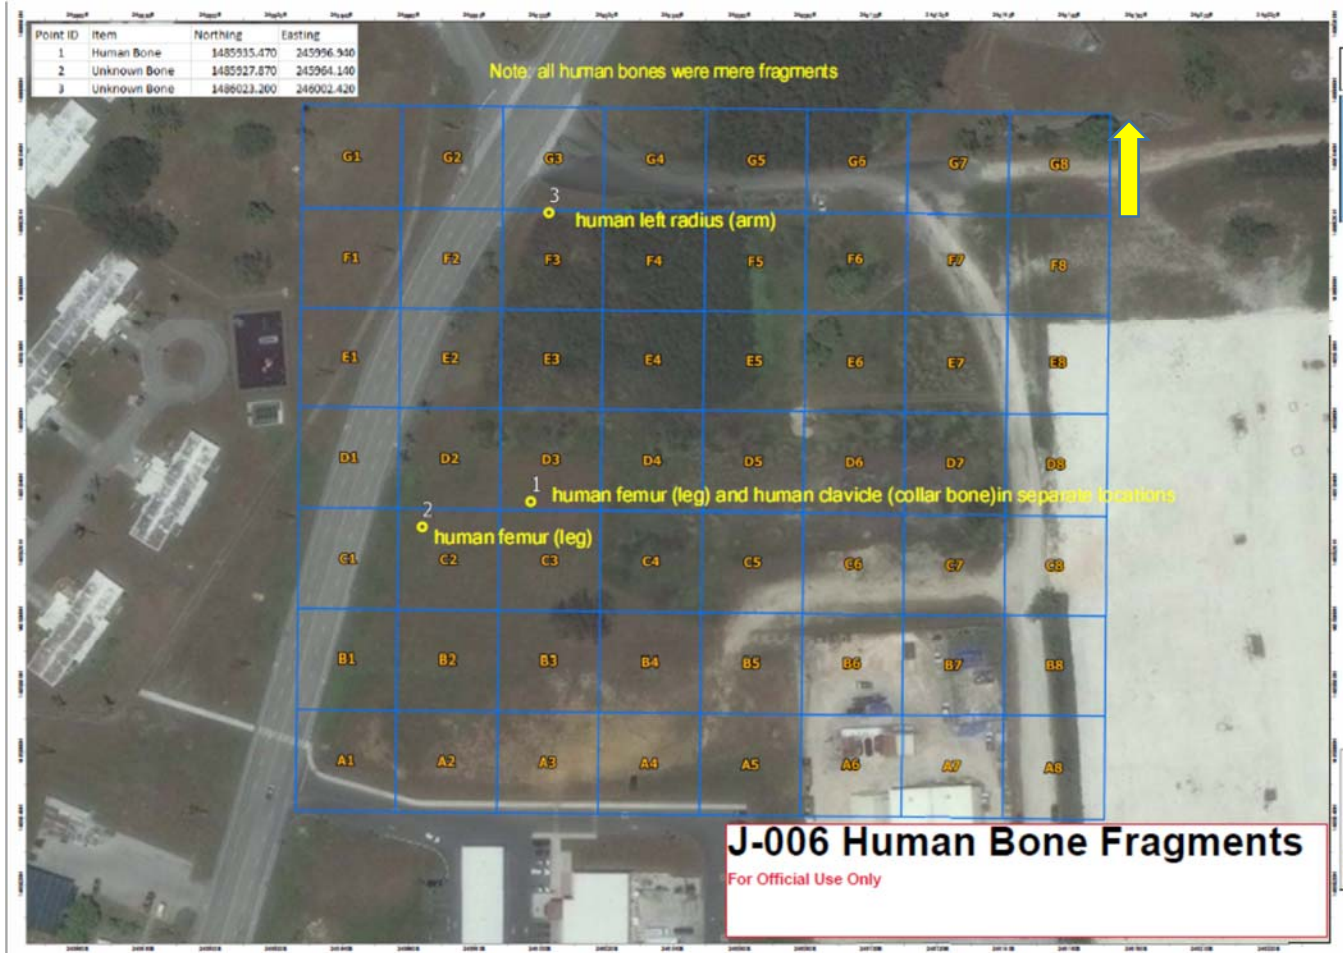 Point ID Item Northing Easting
1 Human Bone 1485935.470 245996.940
2 Unknown Bone 1485927.870 245964.140
3 Unknown Bone 1486023.200 246002.420
Note: all human bones were mere fragments
G1 G2 G3 G4 G5 G6 G7 G8
3
human left radius (arm)
F1 F2 F3 F4 F5 F6 F7 F8
E1 E2 E3 E4 E5 E6 E7 E8
D1 D2 D3 D4 D5 D6 D7 D8
1
human femur (leg) and human clavicle (collar bone)in separate locations
2
human femur (leg)
C1 C2 C3 C4 C5 C6 C7 C8
B1 B2 B3 B4 B5 B6 B7 B8
A1 A2 A3 A4 A5 A6 A7 A8
J-006 Human Bone Fragments
For Official Use Only